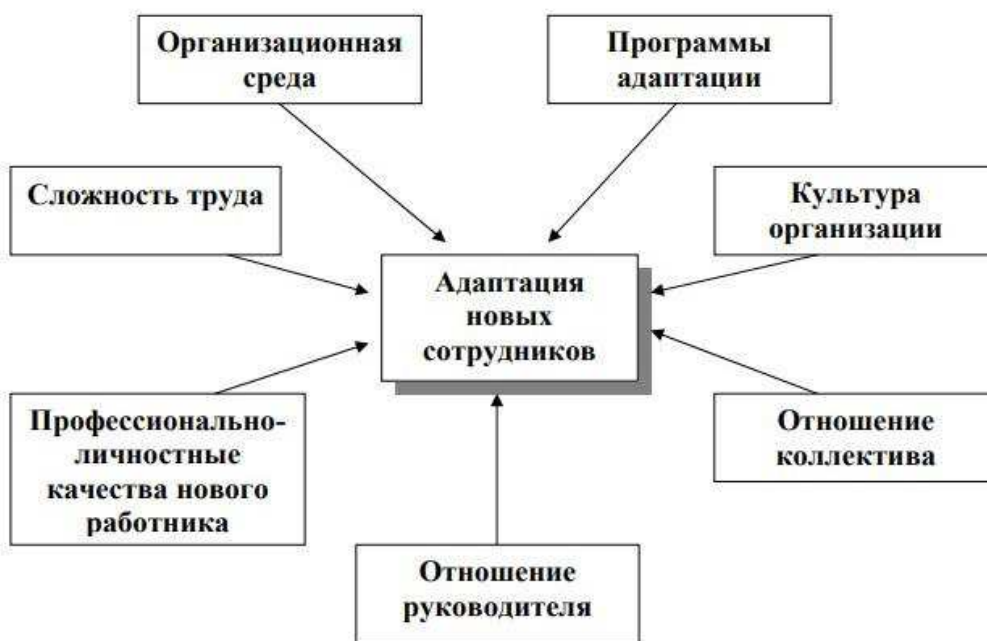 Организационная
среда
Программы
адаптации
Сложность труда
Культура
организации
Адаптация
новых
сотрудников
Профессионально-
личностные
качества нового
работника
Отношение
коллектива
Отношение
руководителя